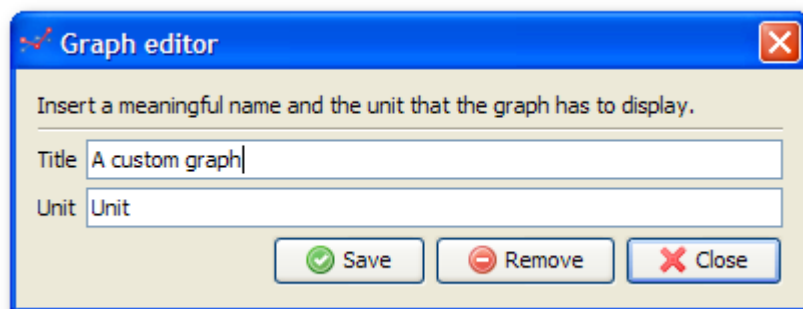 Graph editor
Insert a meaningful name and the unit that the graph has to display.
Title A custom graph
Unit Unit
Save Remove Close